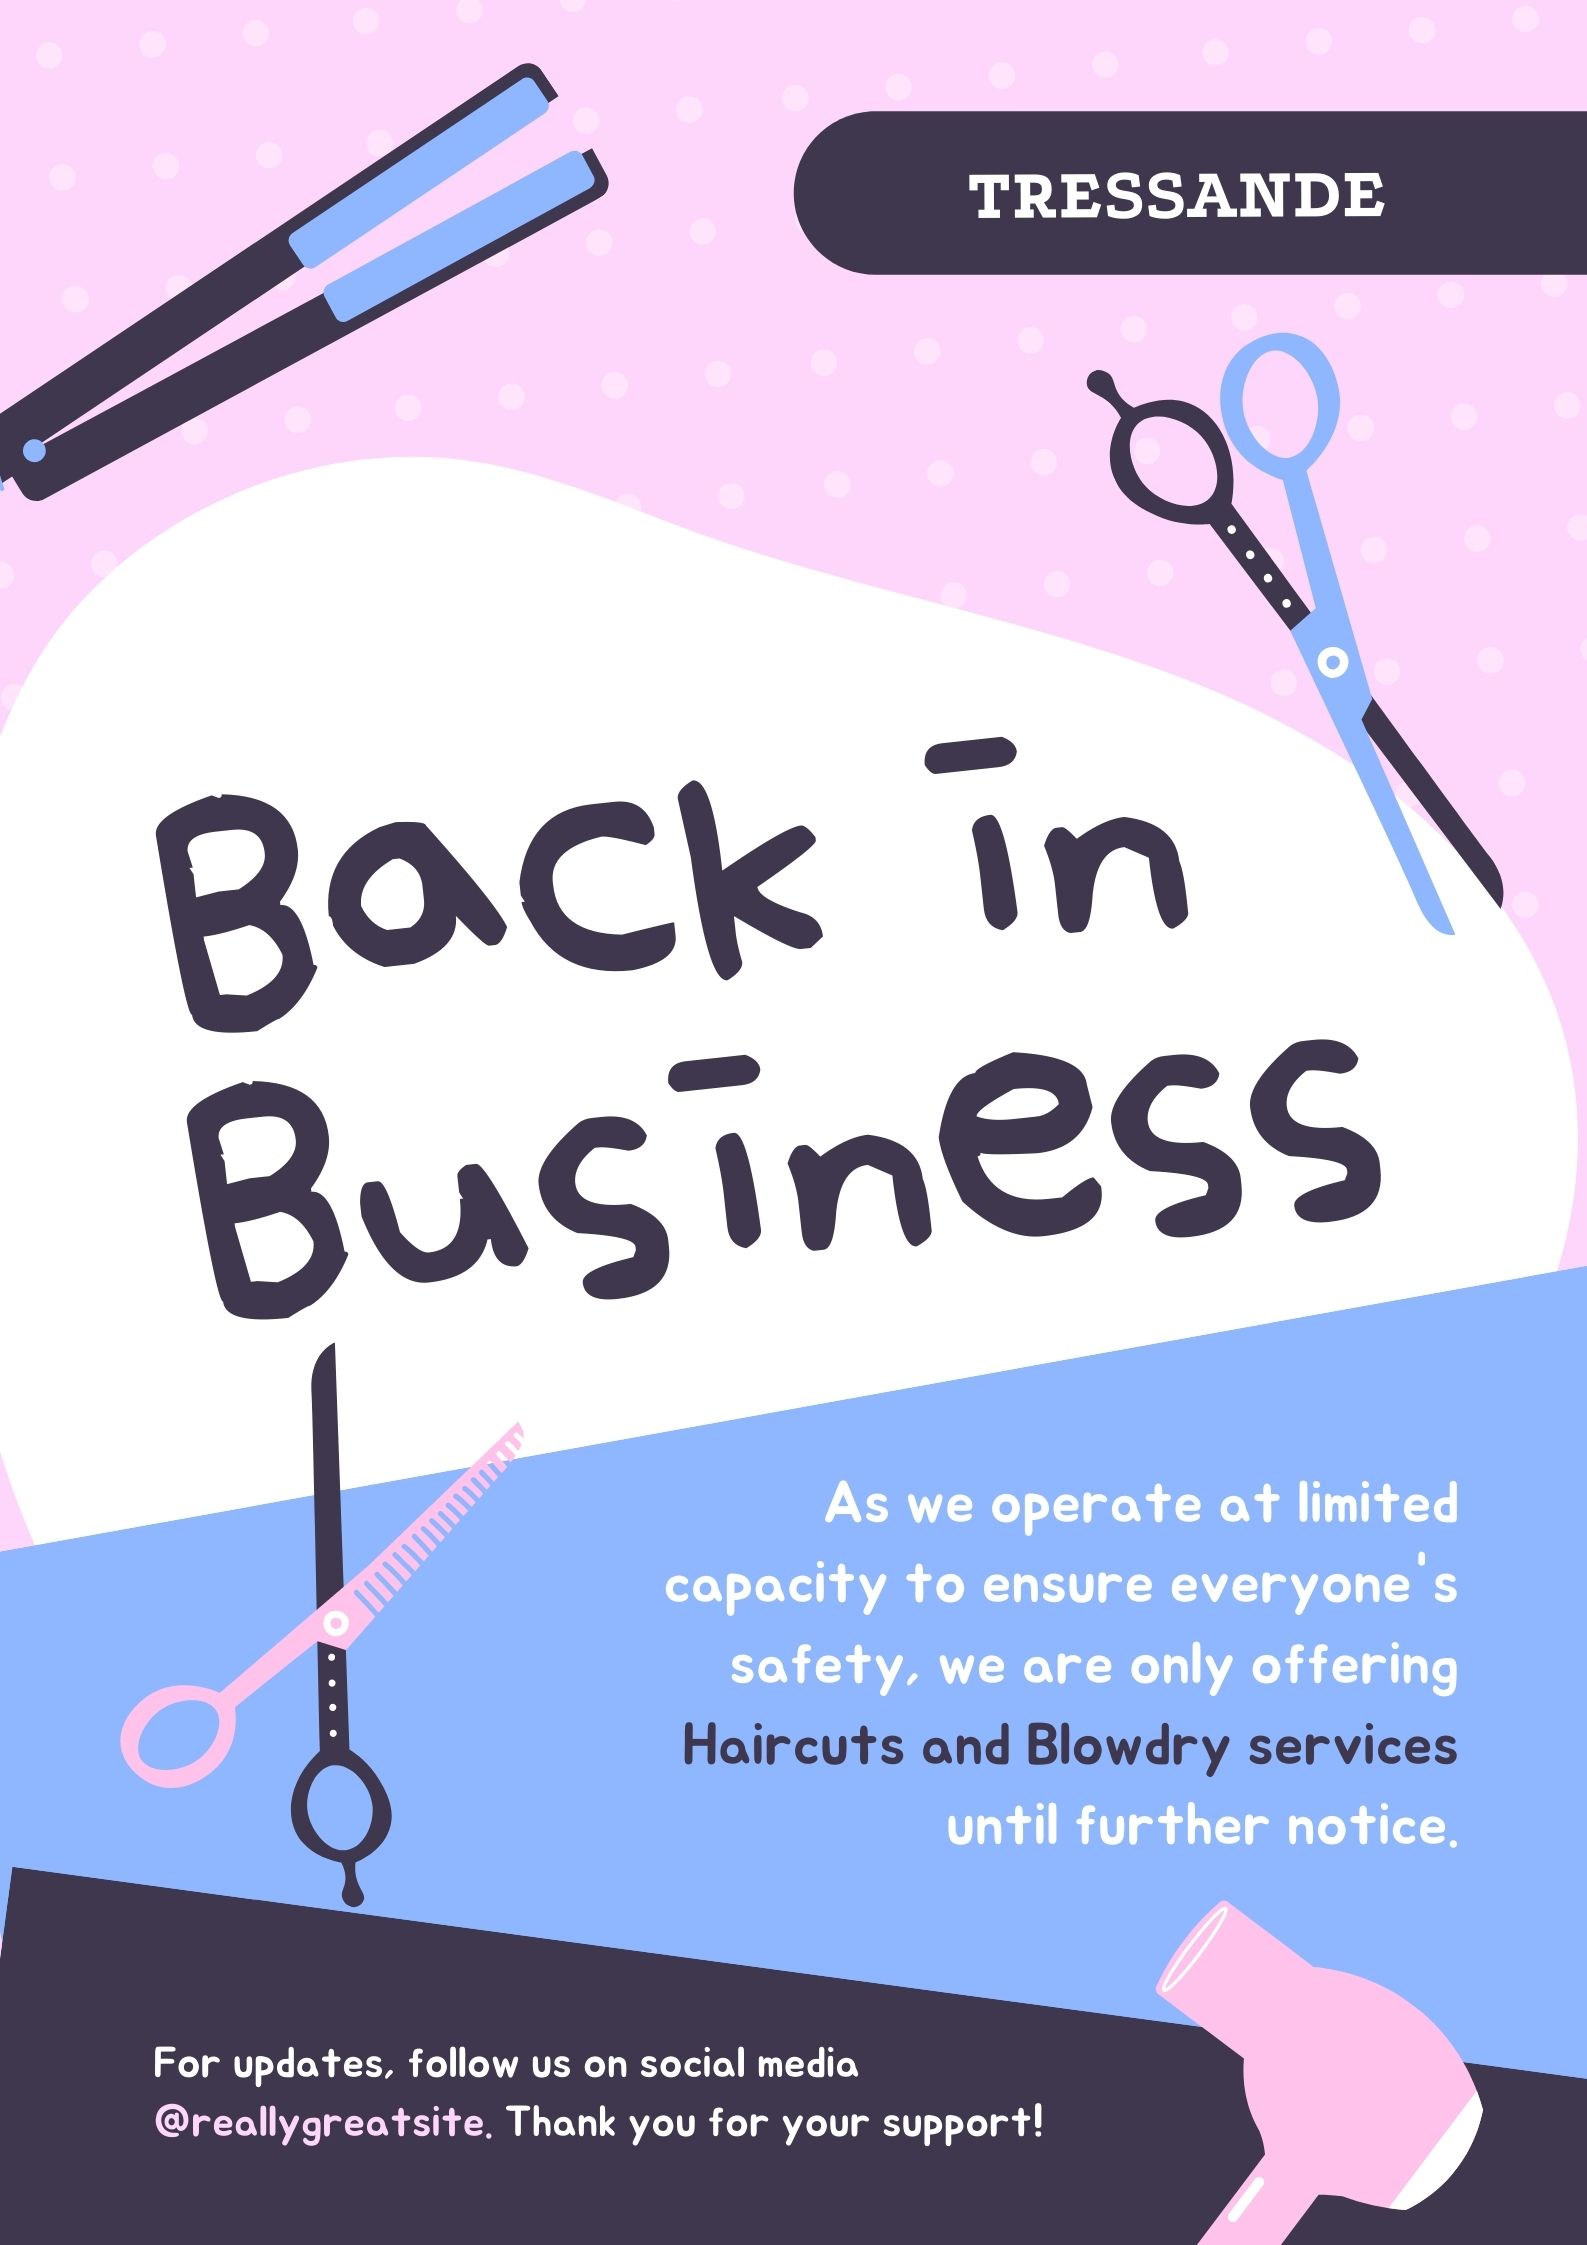 TRESSANDE
Back in
Business
As we operate at limited
capacity to ensure everyone's
safety, we are only offering
Haircuts and Blowdry services
until further notice.
For updates, follow us on social media
@reallygreatsite. Thank you for your support!